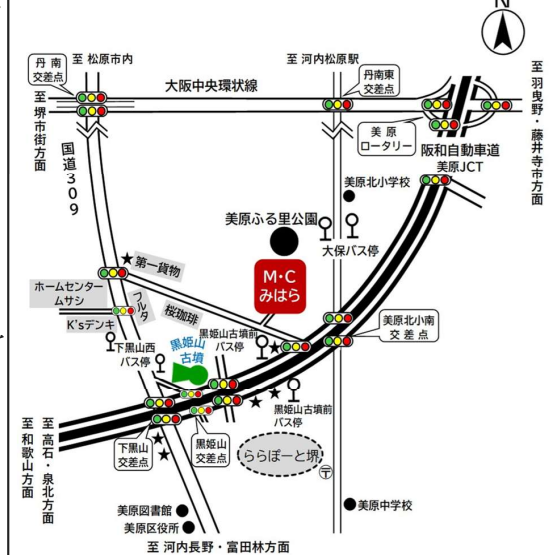 N
至 松原市内
丹 南
交差点
至 河内松原駅
丹南東
交差点
大阪中央環状線
至 堺市街方面
至 羽曳野・藤井寺市方面
美 原
ロータリー
阪和自動車道
美原JCT
国道309
美原北小学校
美原ふる里公園
大保バス停
第一貨物
M・C
みはら
ホームセンター
ムサシ
フルタ
K'sデンキ
桜珈琲
黒姫山古墳前
バス停
美原北小南
交 差 点
下黒山西
バス停
黒姫山
古墳
黒姫山古墳前
バス停
下黒山
交差点
黒姫山
交差点
ららぽーと堺
〒
至 高石・泉北方面
至 和歌山方面
美原図書館
美原区役所
美原中学校
至 河内長野・富田林方面